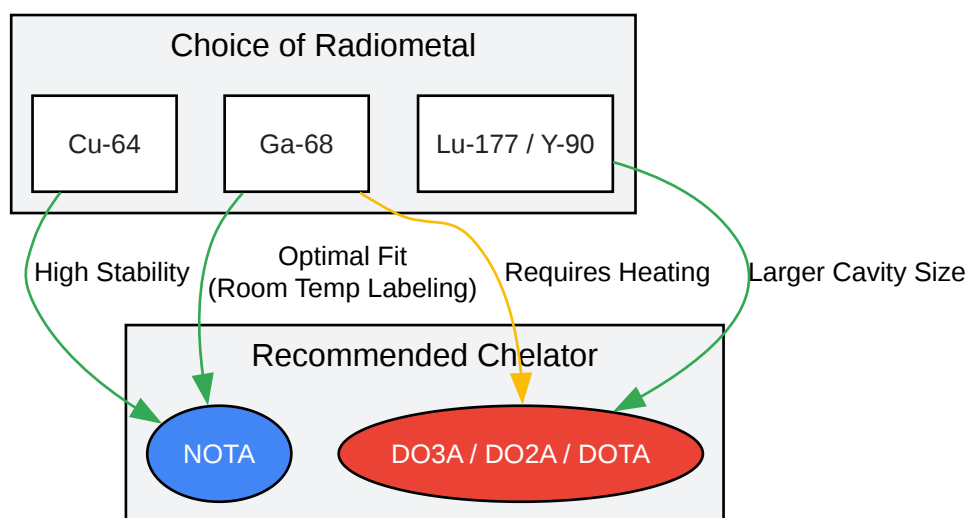 Choice of Radiometal
Cu-64
Ga-68
Lu-177 / Y-90
High Stability
Optimal Fit
(Room Temp Labeling)
Requires Heating
Larger Cavity Size
Recommended Chelator
NOTA
DO3A / DO2A / DOTA